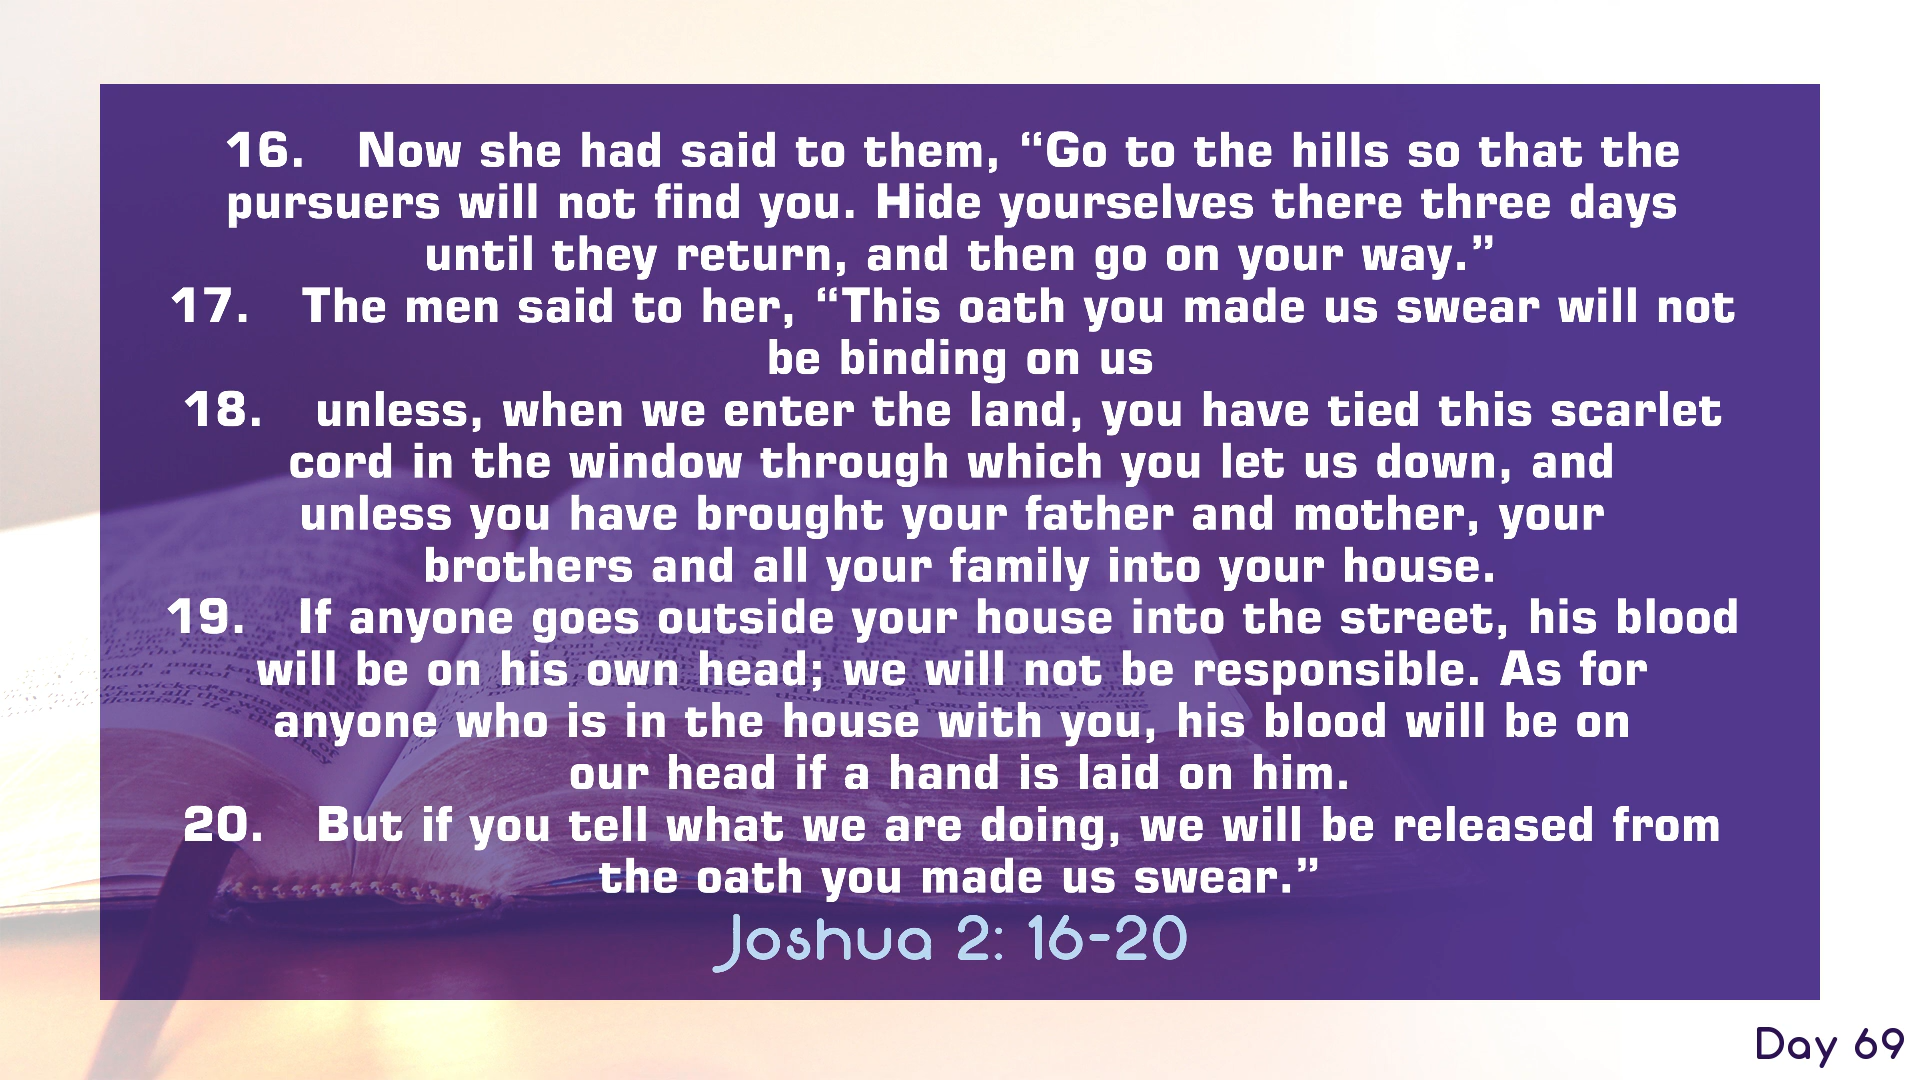 16. Now she had said to them, “Go to the hills so that the
pursuers will not find you. Hide yourselves there three days
until they return, and then go on your way.”
17. The men said to her, “This oath you made us swear will not
be binding on us
18. unless, when we enter the land, you have tied this scarlet
cord in the window through which you let us down, and
unless you have brought your father and mother, your
brothers and all your family into your house.
19. If anyone goes outside your house into the street, his blood
will be on his own head; we will not be responsible. As for
anyone who is in the house with you, his blood will be on
our head if a hand is laid on him.
20. But if you tell what we are doing, we will be released from
the oath you made us swear.”
Joshua 2: 16-20
Day 69